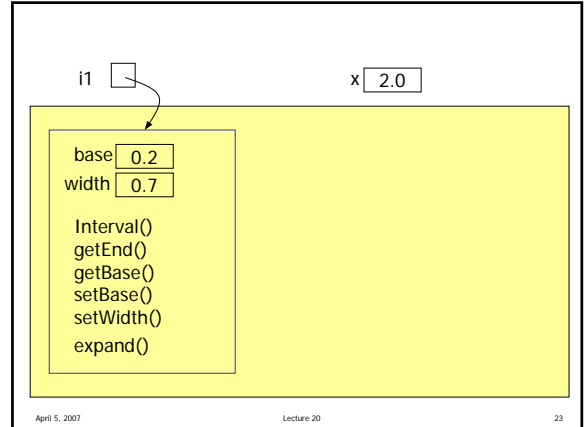 i1 x 2.0
base 0.2
width 0.7
Interval()
getEnd()
getBase()
setBase()
setWidth()
expand()
April 5, 2007 Lecture 20 23